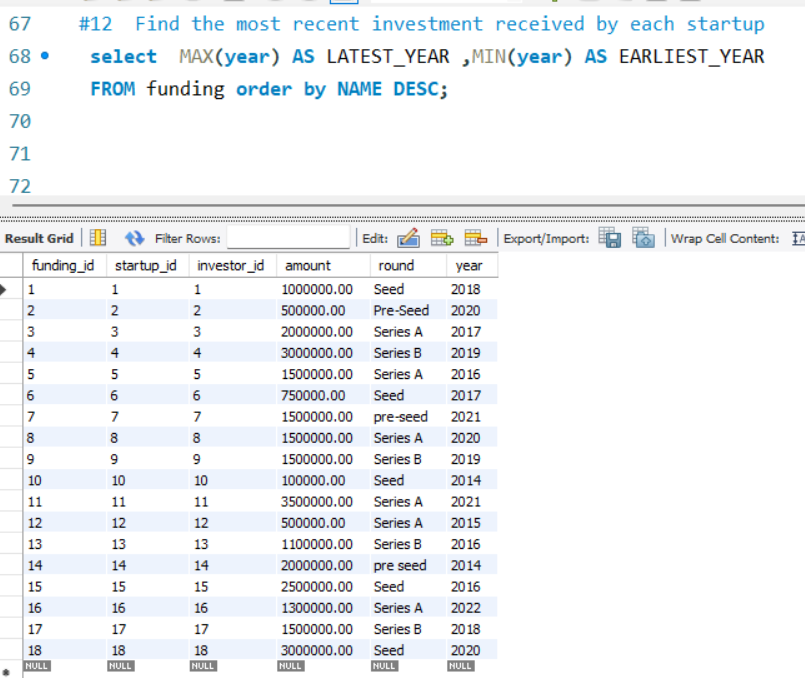 67 #12 Find the most recent investment received by each startup
68 select MAX(year) AS LATEST_YEAR ,MIN(year) AS EARLIEST_YEAR
69 FROM funding order by NAME DESC;
70
71
72
Result Grid Filter Rows: Edit: Export/Import: Wrap Cell Content:
funding_id startup_id investor_id amount round year
1 1 1 1000000.00 Seed 2018
2 2 2 500000.00 Pre-Seed 2020
3 3 3 2000000.00 Series A 2017
4 4 4 3000000.00 Series B 2019
5 5 5 1500000.00 Series A 2016
6 6 6 750000.00 Seed 2017
7 7 7 1500000.00 pre-seed 2021
8 8 8 1500000.00 Series A 2020
9 9 9 1500000.00 Series B 2019
10 10 10 100000.00 Seed 2014
11 11 11 3500000.00 Series A 2021
12 12 12 500000.00 Series A 2015
13 13 13 1100000.00 Series B 2016
14 14 14 2000000.00 pre seed 2014
15 15 15 2500000.00 Seed 2016
16 16 16 1300000.00 Series A 2022
17 17 17 1500000.00 Series B 2018
18 18 18 3000000.00 Seed 2020
NULL NULL NULL NULL NULL NULL